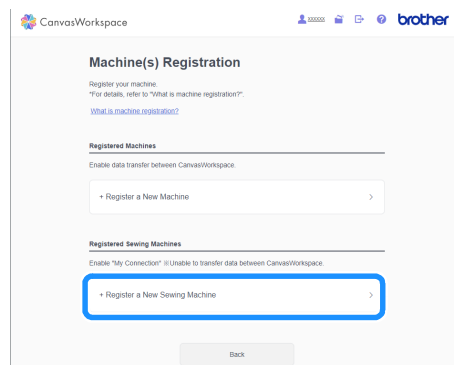 CanvasWorkspace
xxxxxx
brother
Machine(s) Registration
Register your machine.
*For details, refer to "What is machine registration?".
What is machine registration?
Registered Machines
Enable data transfer between CanvasWorkspace.
+ Register a New Machine
Registered Sewing Machines
Enable "My Connection" ※Unable to transfer data between CanvasWorkspace.
+ Register a New Sewing Machine
Back